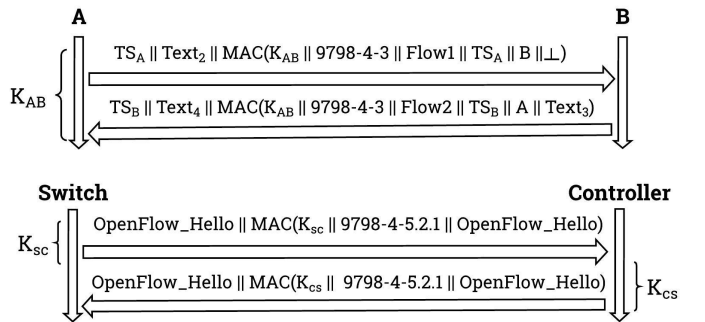 A B
TS_A || Text_2 || MAC(K_AB || 9798-4-3 || Flow1 || TS_A || B ||⊥)
K_AB
TS_B || Text_4 || MAC(K_AB || 9798-4-3 || Flow2 || TS_B || A || Text_3)
Switch Controller
OpenFlow_Hello || MAC(K_sc || 9798-4-5.2.1 || OpenFlow_Hello)
K_sc
OpenFlow_Hello || MAC(K_cs || 9798-4-5.2.1 || OpenFlow_Hello)
K_cs